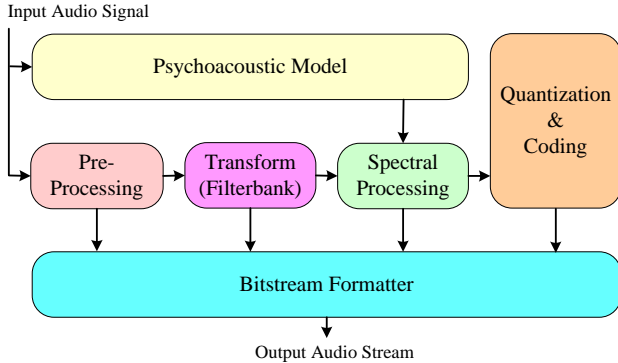 Input Audio Signal
Psychoacoustic Model
Quantization
&
Coding
Pre-
Processing
Transform
(Filterbank)
Spectral
Processing
Bitstream Formatter
Output Audio Stream